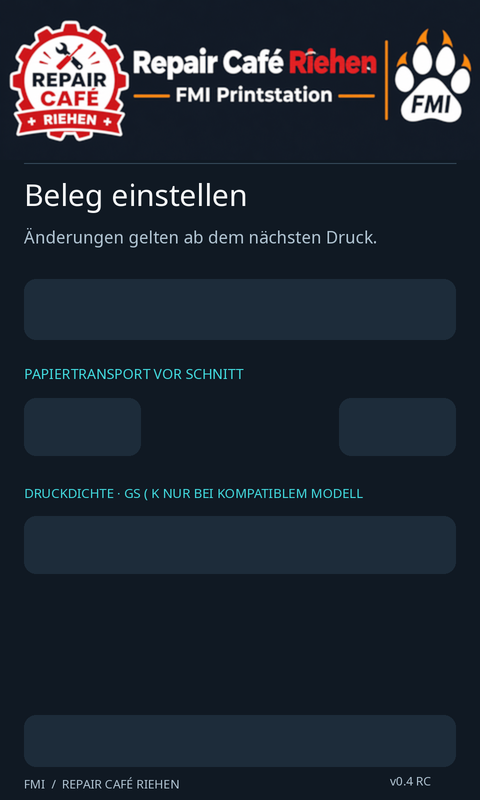 REPAIR
CAFÉ
+ RIEHEN +
Repair Café Riehen
FMI Printstation
FMI
Beleg einstellen
Änderungen gelten ab dem nächsten Druck.
PAPIERTRANSPORT VOR SCHNITT
DRUCKDICHTE · GS ( K NUR BEI KOMPATIBLEM MODELL
FMI / REPAIR CAFÉ RIEHEN
v0.4 RC